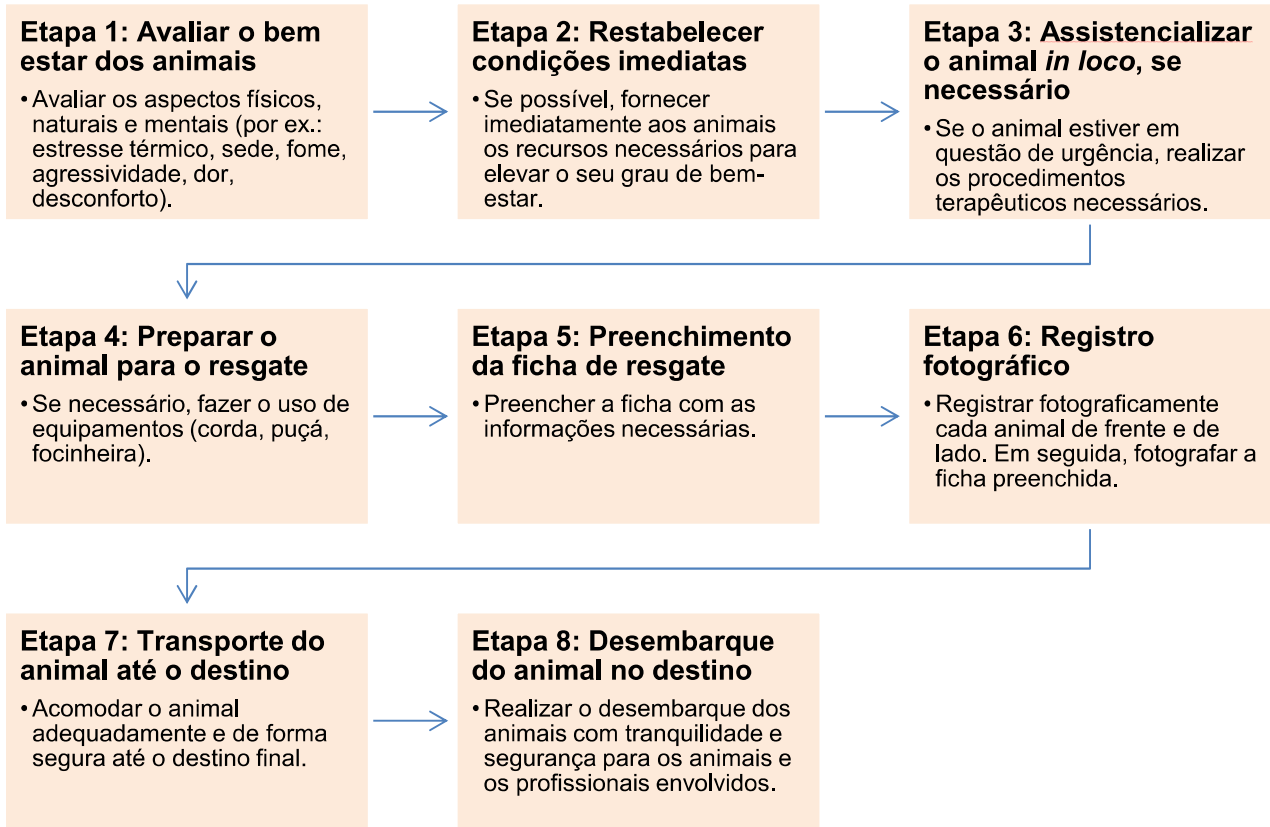 Etapa 1: Avaliar o bem
estar dos animais
• Avaliar os aspectos físicos,
naturais e mentais (por ex.:
estresse térmico, sede, fome,
agressividade, dor,
desconforto).
Etapa 2: Restabelecer
condições imediatas
• Se possível, fornecer
imediatamente aos animais
os recursos necessários para
elevar o seu grau de bem-
estar.
Etapa 3: Assistencializar
o animal in loco, se
necessário
• Se o animal estiver em
questão de urgência, realizar
os procedimentos
terapêuticos necessários.
Etapa 4: Preparar o
animal para o resgate
• Se necessário, fazer o uso de
equipamentos (corda, puçá,
focinheira).
Etapa 5: Preenchimento
da ficha de resgate
• Preencher a ficha com as
informações necessárias.
Etapa 6: Registro
fotográfico
• Registrar fotograficamente
cada animal de frente e de
lado. Em seguida, fotografar a
ficha preenchida.
Etapa 7: Transporte do
animal até o destino
• Acomodar o animal
adequadamente e de forma
segura até o destino final.
Etapa 8: Desembarque
do animal no destino
• Realizar o desembarque dos
animais com tranquilidade e
segurança para os animais e
os profissionais envolvidos.